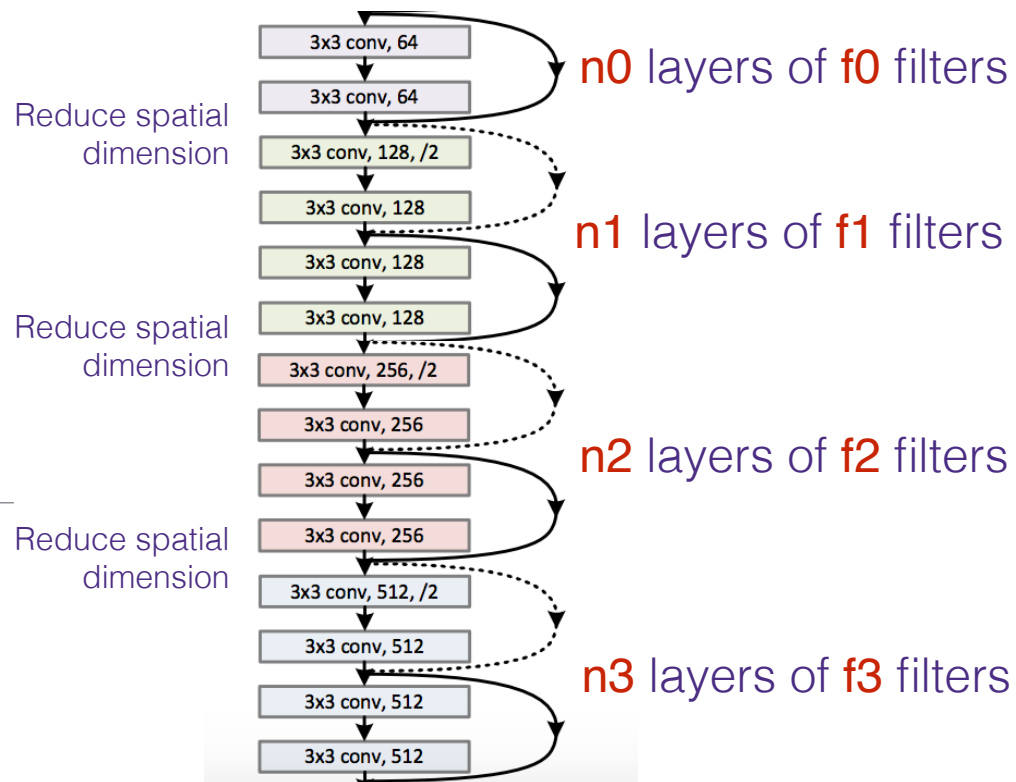 3x3 conv, 64
n0 layers of f0 filters
3x3 conv, 64
Reduce spatial
dimension
3x3 conv, 128, /2
3x3 conv, 128
n1 layers of f1 filters
3x3 conv, 128
3x3 conv, 128
Reduce spatial
dimension
3x3 conv, 256, /2
3x3 conv, 256
n2 layers of f2 filters
3x3 conv, 256
3x3 conv, 256
Reduce spatial
dimension
3x3 conv, 512, /2
3x3 conv, 512
n3 layers of f3 filters
3x3 conv, 512
3x3 conv, 512